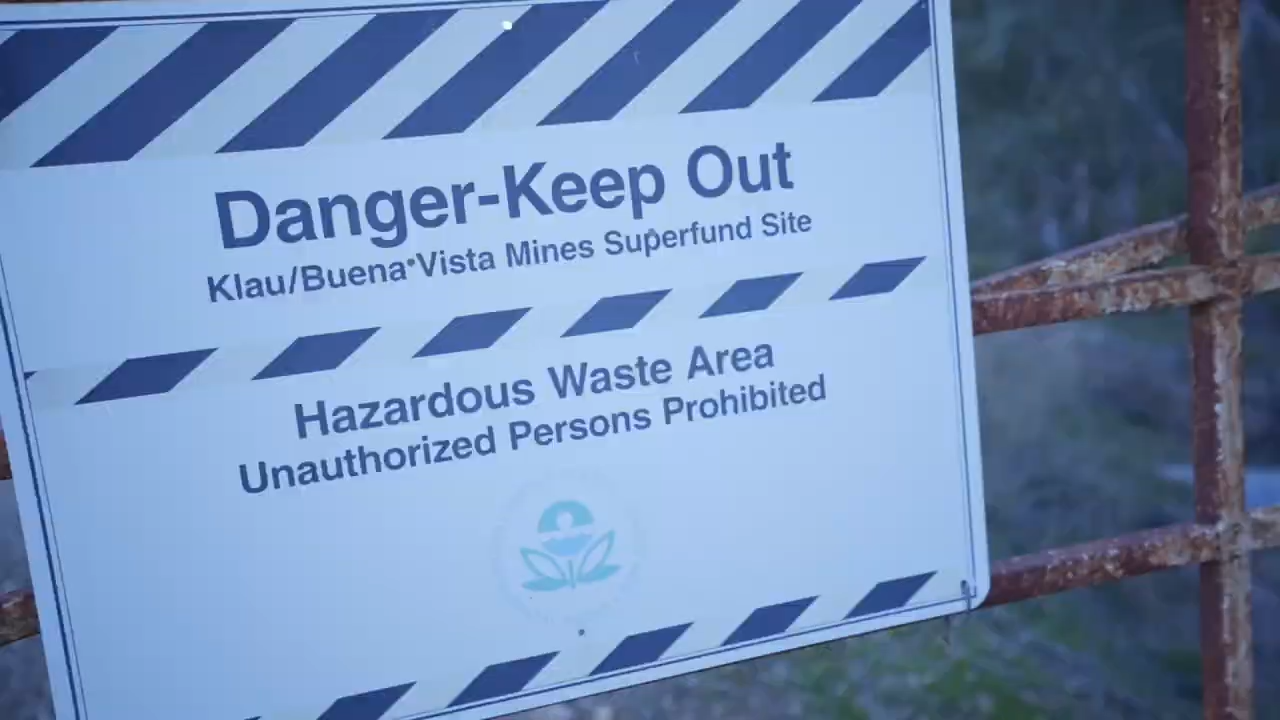 Danger-Keep Out
Klau/Buena Vista Mines Superfund Site
Hazardous Waste Area
Unauthorized Persons Prohibited